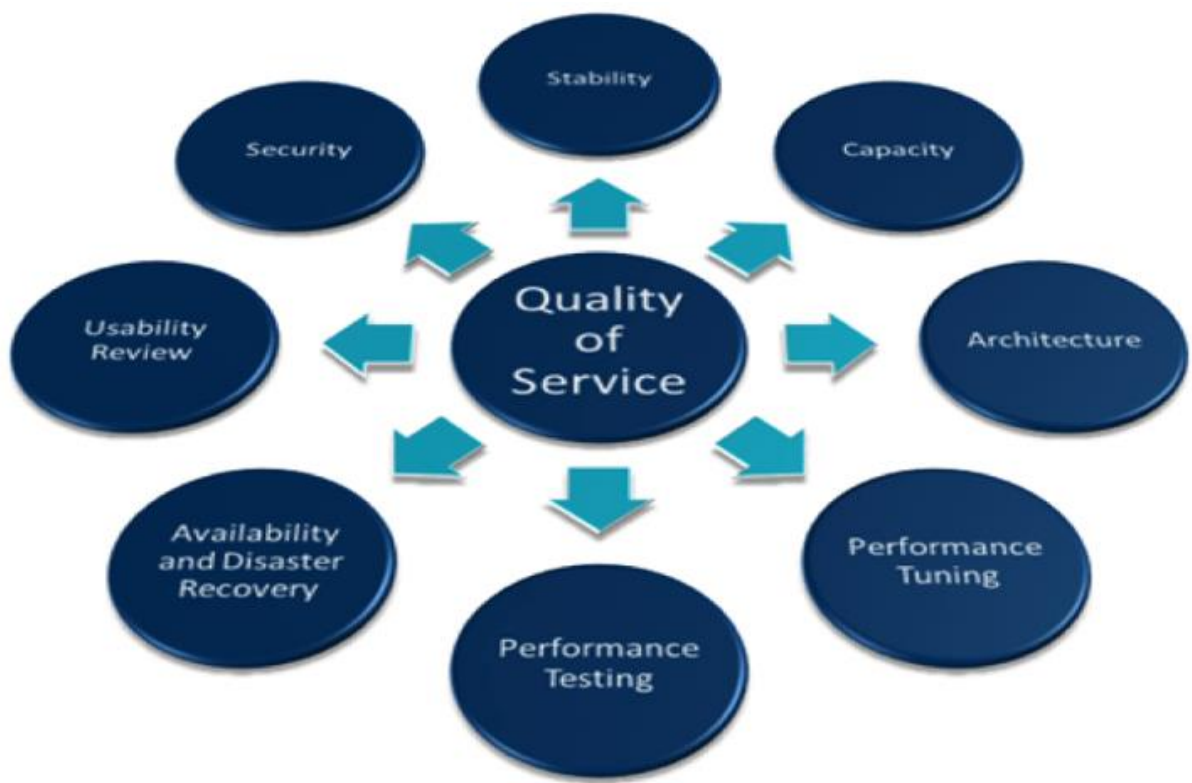 Stability
Security
Capacity
Quality
of
Service
Usability
Review
Architecture
Availability
and Disaster
Recovery
Performance
Tuning
Performance
Testing